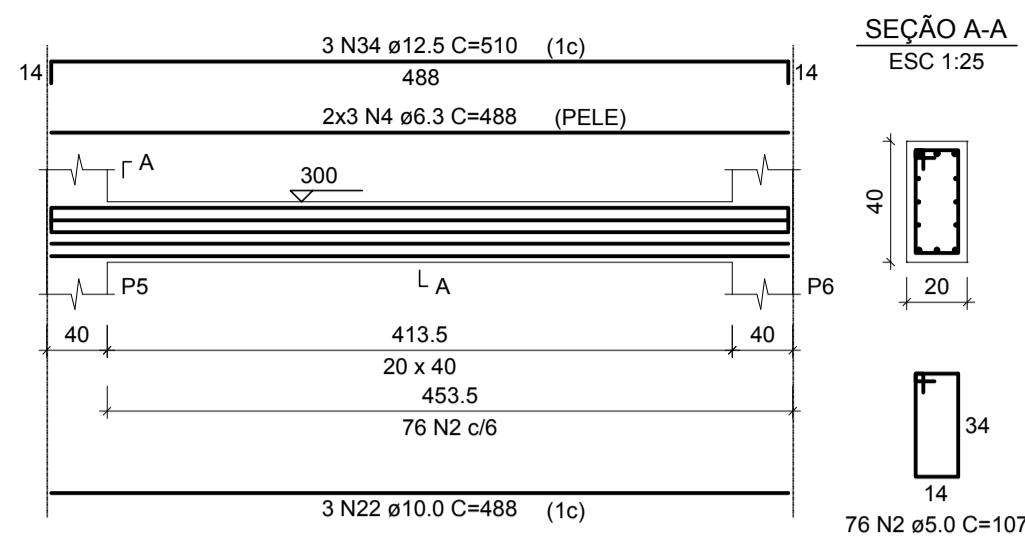 3 N34 ø12.5 C=510 (1c)
14
488
14
2x3 N4 ø6.3 C=488 (PELE)
A
300
P5
A
P6
40
413.5
40
20 x 40
453.5
76 N2 c/6
3 N22 ø10.0 C=488 (1c)
SEÇÃO A-A
ESC 1:25
40
20
34
14
76 N2 ø5.0 C=107